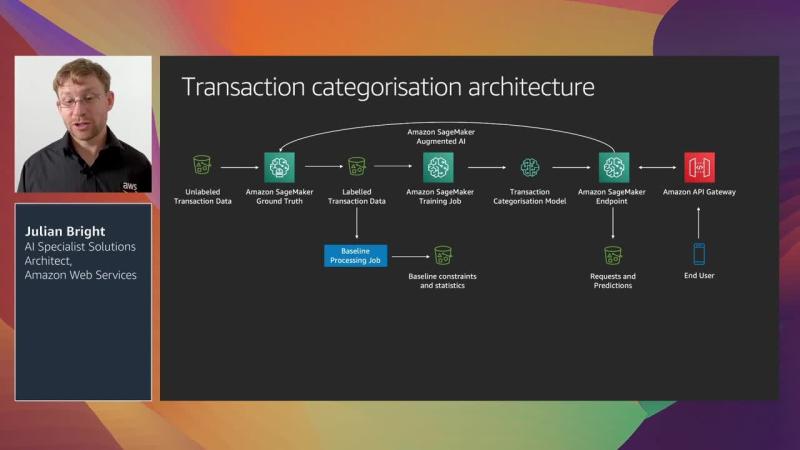 Transaction categorisation architecture
Amazon SageMaker
Augmented AI
Unlabeled
Transaction Data
Amazon SageMaker
Ground Truth
Labelled
Transaction Data
Amazon SageMaker
Training Job
Transaction
Categorisation Model
Amazon SageMaker
Endpoint
Amazon API Gateway
Baseline
Processing Job
Baseline constraints
and statistics
Requests and
Predictions
End User
aws
Julian Bright
AI Specialist Solutions
Architect,
Amazon Web Services